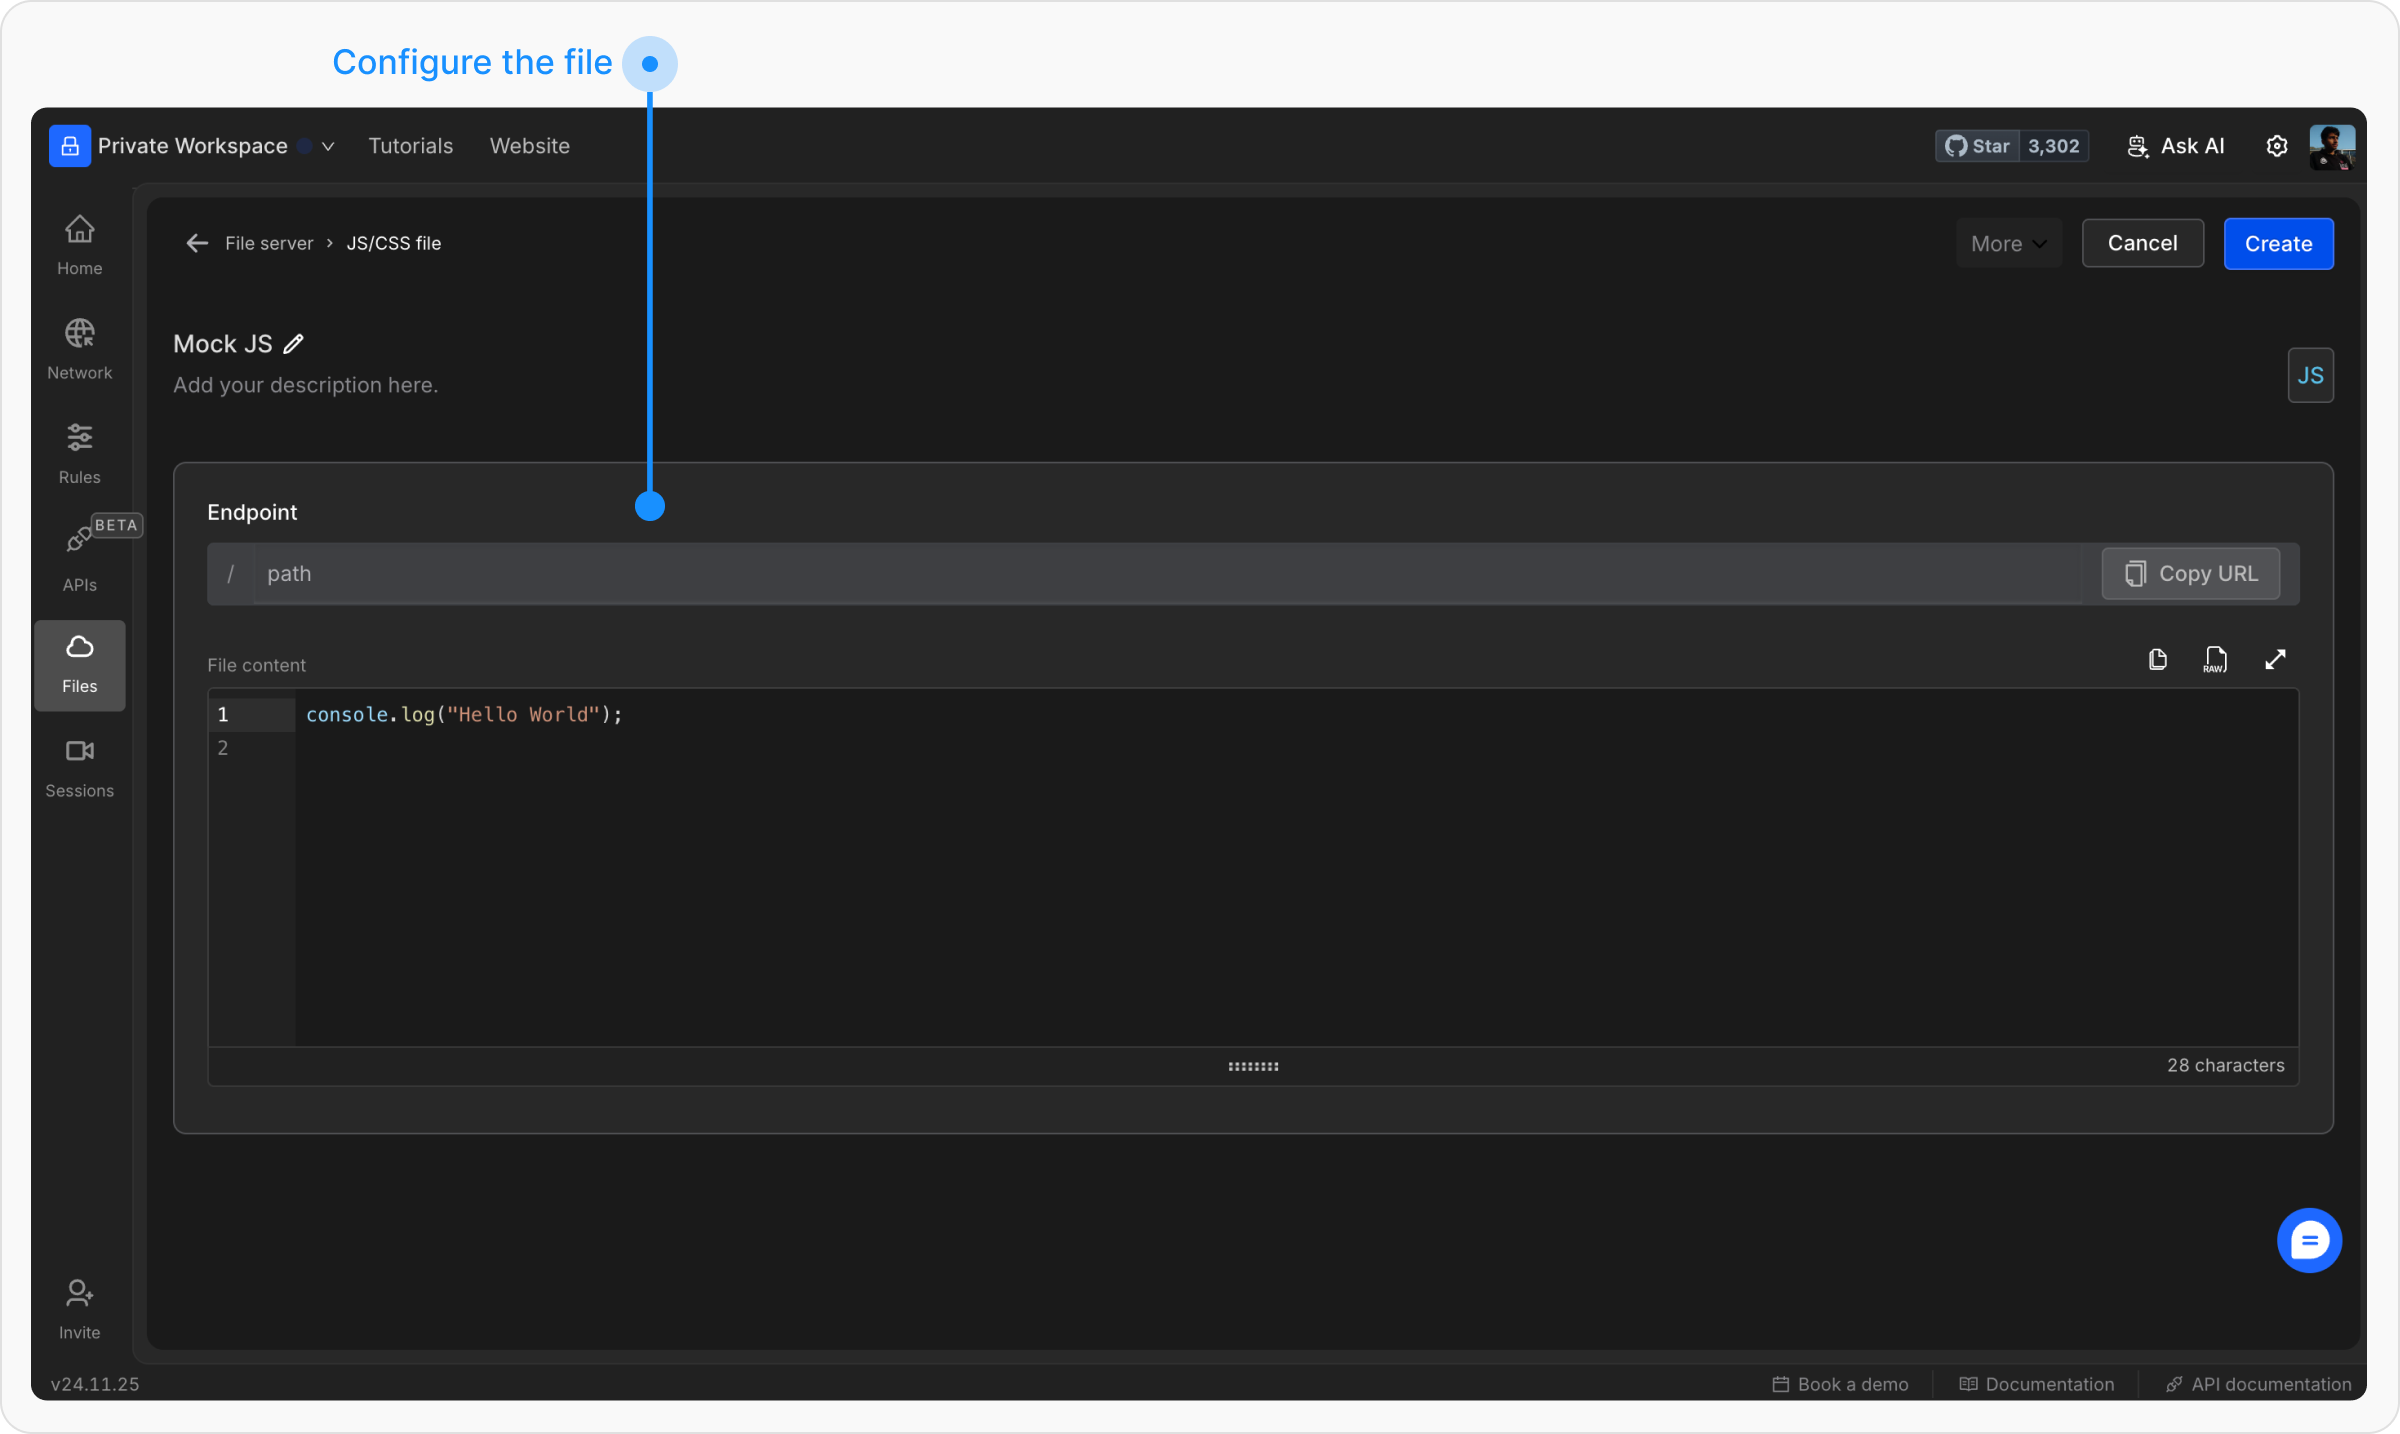 Configure the file
Private Workspace
Tutorials
Website
Star 3,302
Ask AI
Home
Network
Rules
BETA
APIs
Files
Sessions
Invite
File server › JS/CSS file
More
Cancel
Create
Mock JS
Add your description here.
JS
Endpoint
/ path
Copy URL
File content
RAW
1 console.log("Hello World");
2
28 characters
v24.11.25
Book a demo
Documentation
API documentation